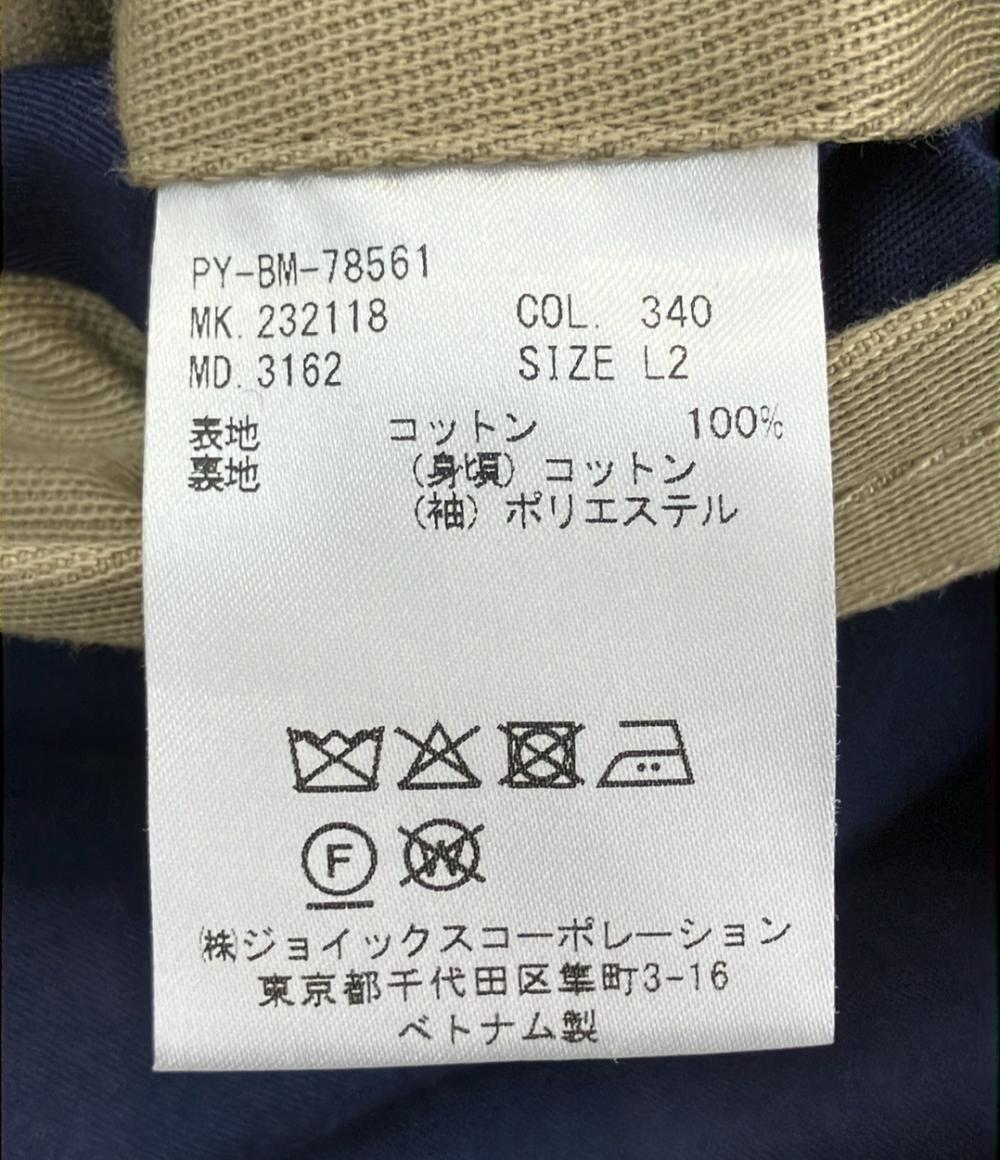 PY-BM-78561
MK. 232118 COL. 340
MD. 3162 SIZE L2
表地 コットン 100%
裏地 (身頃) コットン
(袖) ポリエステル
F W
㈱ジョイックスコーポレーション
東京都千代田区隼町3-16
ベトナム製